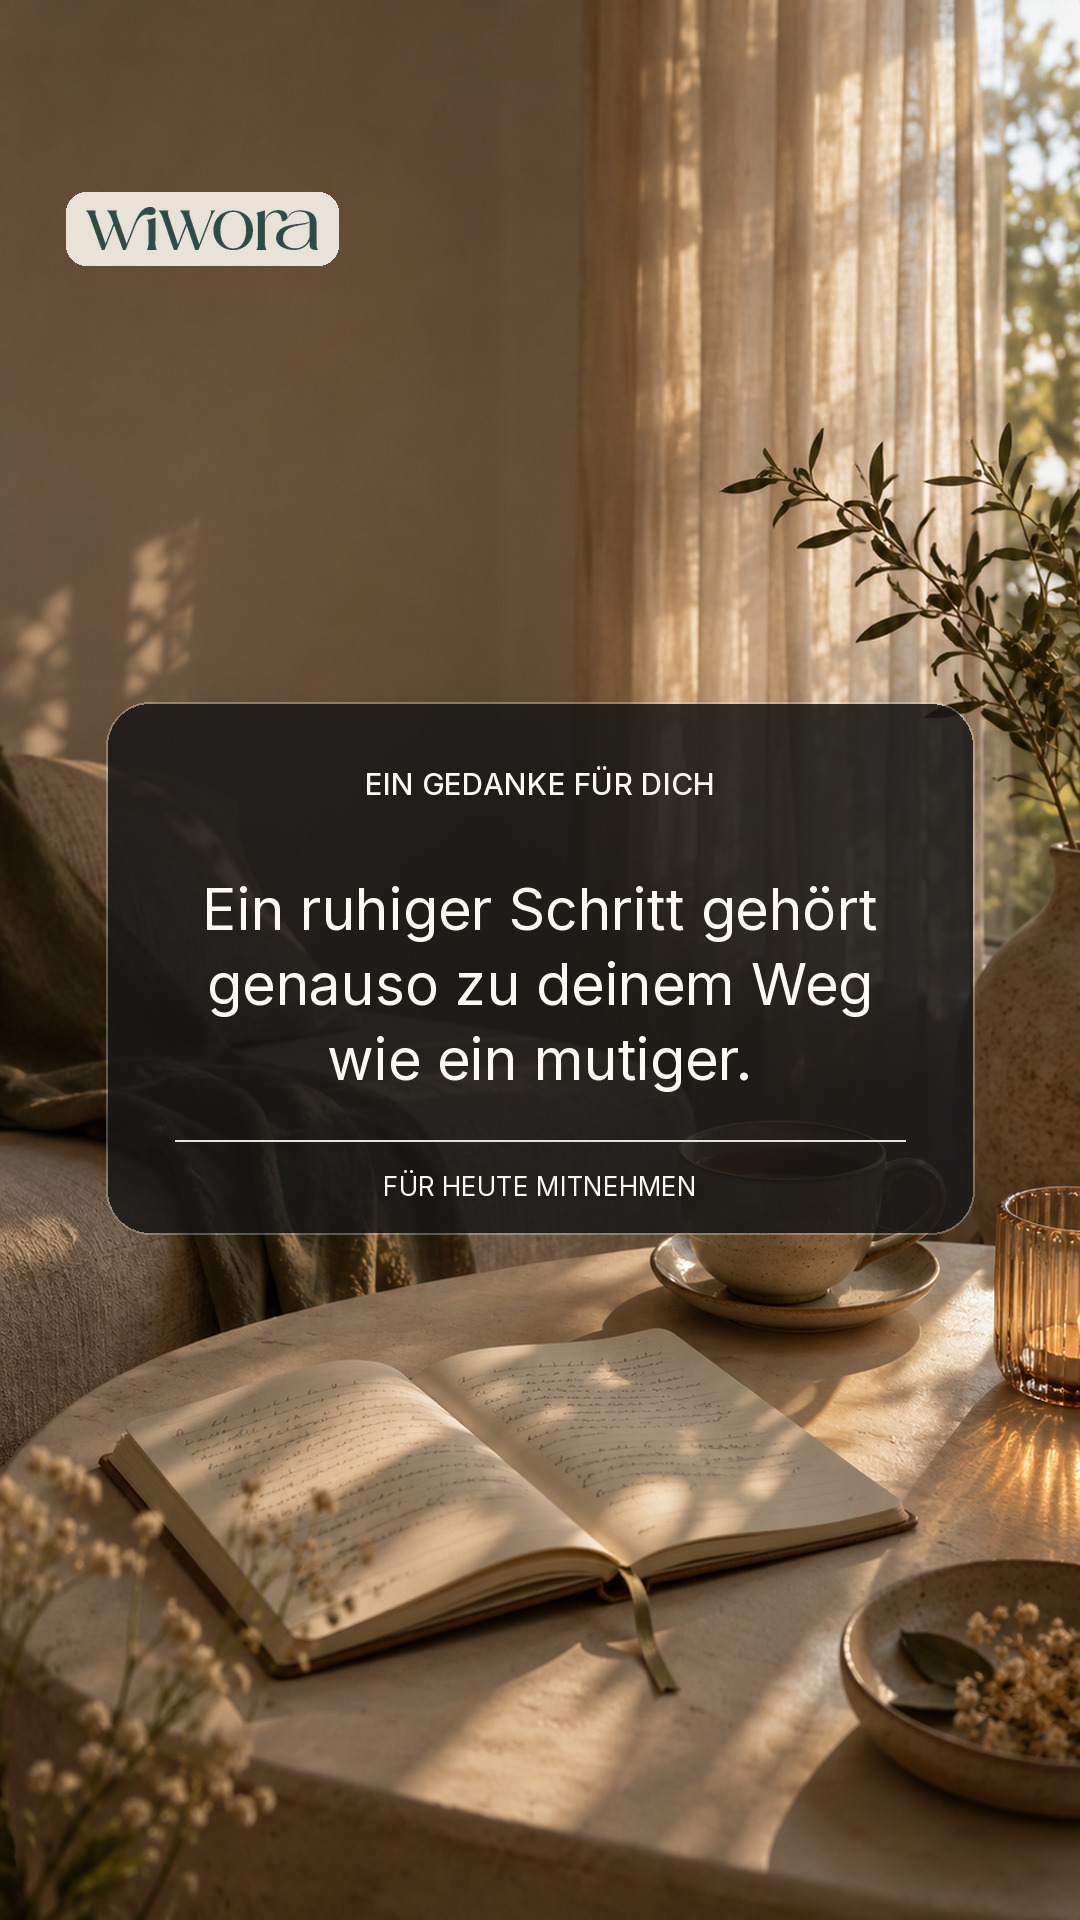 wiwora
EIN GEDANKE FÜR DICH
Ein ruhiger Schritt gehört
genauso zu deinem Weg
wie ein mutiger.
FÜR HEUTE MITNEHMEN